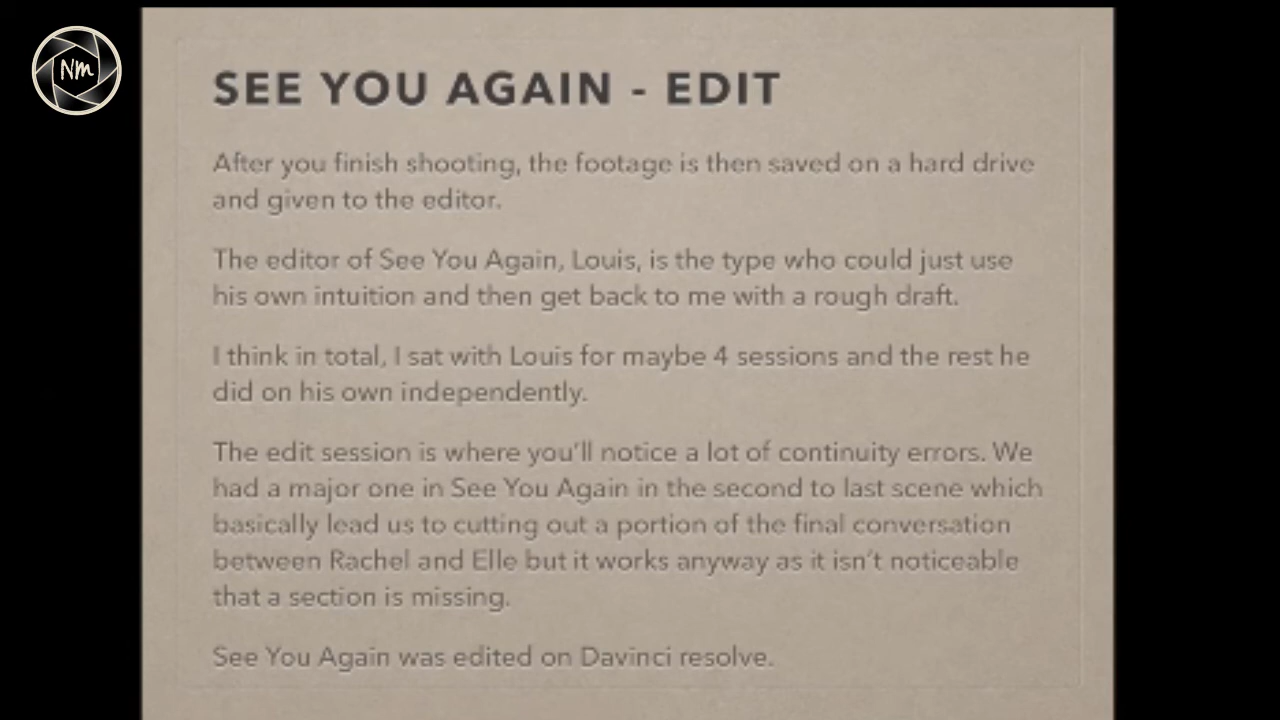 Nm
SEE YOU AGAIN - EDIT
After you finish shooting, the footage is then saved on a hard drive
and given to the editor.
The editor of See You Again, Louis, is the type who could just use
his own intuition and then get back to me with a rough draft.
I think in total, I sat with Louis for maybe 4 sessions and the rest he
did on his own independently.
The edit session is where you'll notice a lot of continuity errors. We
had a major one in See You Again in the second to last scene which
basically lead us to cutting out a portion of the final conversation
between Rachel and Elle but it works anyway as it isn't noticeable
that a section is missing.
See You Again was edited on Davinci resolve.